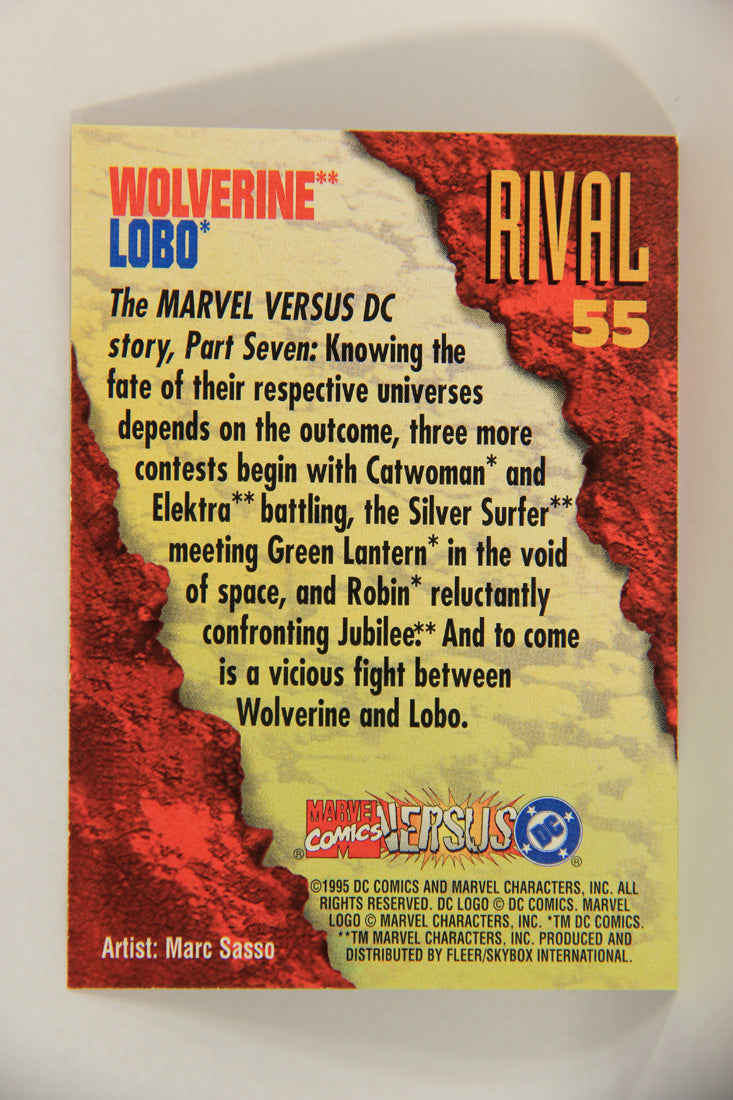 WOLVERINE**
LOBO*
RIVAL
55
The MARVEL VERSUS DC
story, Part Seven: Knowing the
fate of their respective universes
depends on the outcome, three more
contests begin with Catwoman* and
Elektra** battling, the Silver Surfer**
meeting Green Lantern* in the void
of space, and Robin* reluctantly
confronting Jubilee.** And to come
is a vicious fight between
Wolverine and Lobo.
MARVEL COMICS VERSUS DC
® ®
©1995 DC COMICS AND MARVEL CHARACTERS, INC. ALL
RIGHTS RESERVED. DC LOGO © DC COMICS. MARVEL
LOGO © MARVEL CHARACTERS, INC. *TM DC COMICS.
**TM MARVEL CHARACTERS, INC. PRODUCED AND
DISTRIBUTED BY FLEER/SKYBOX INTERNATIONAL.
Artist: Marc Sasso